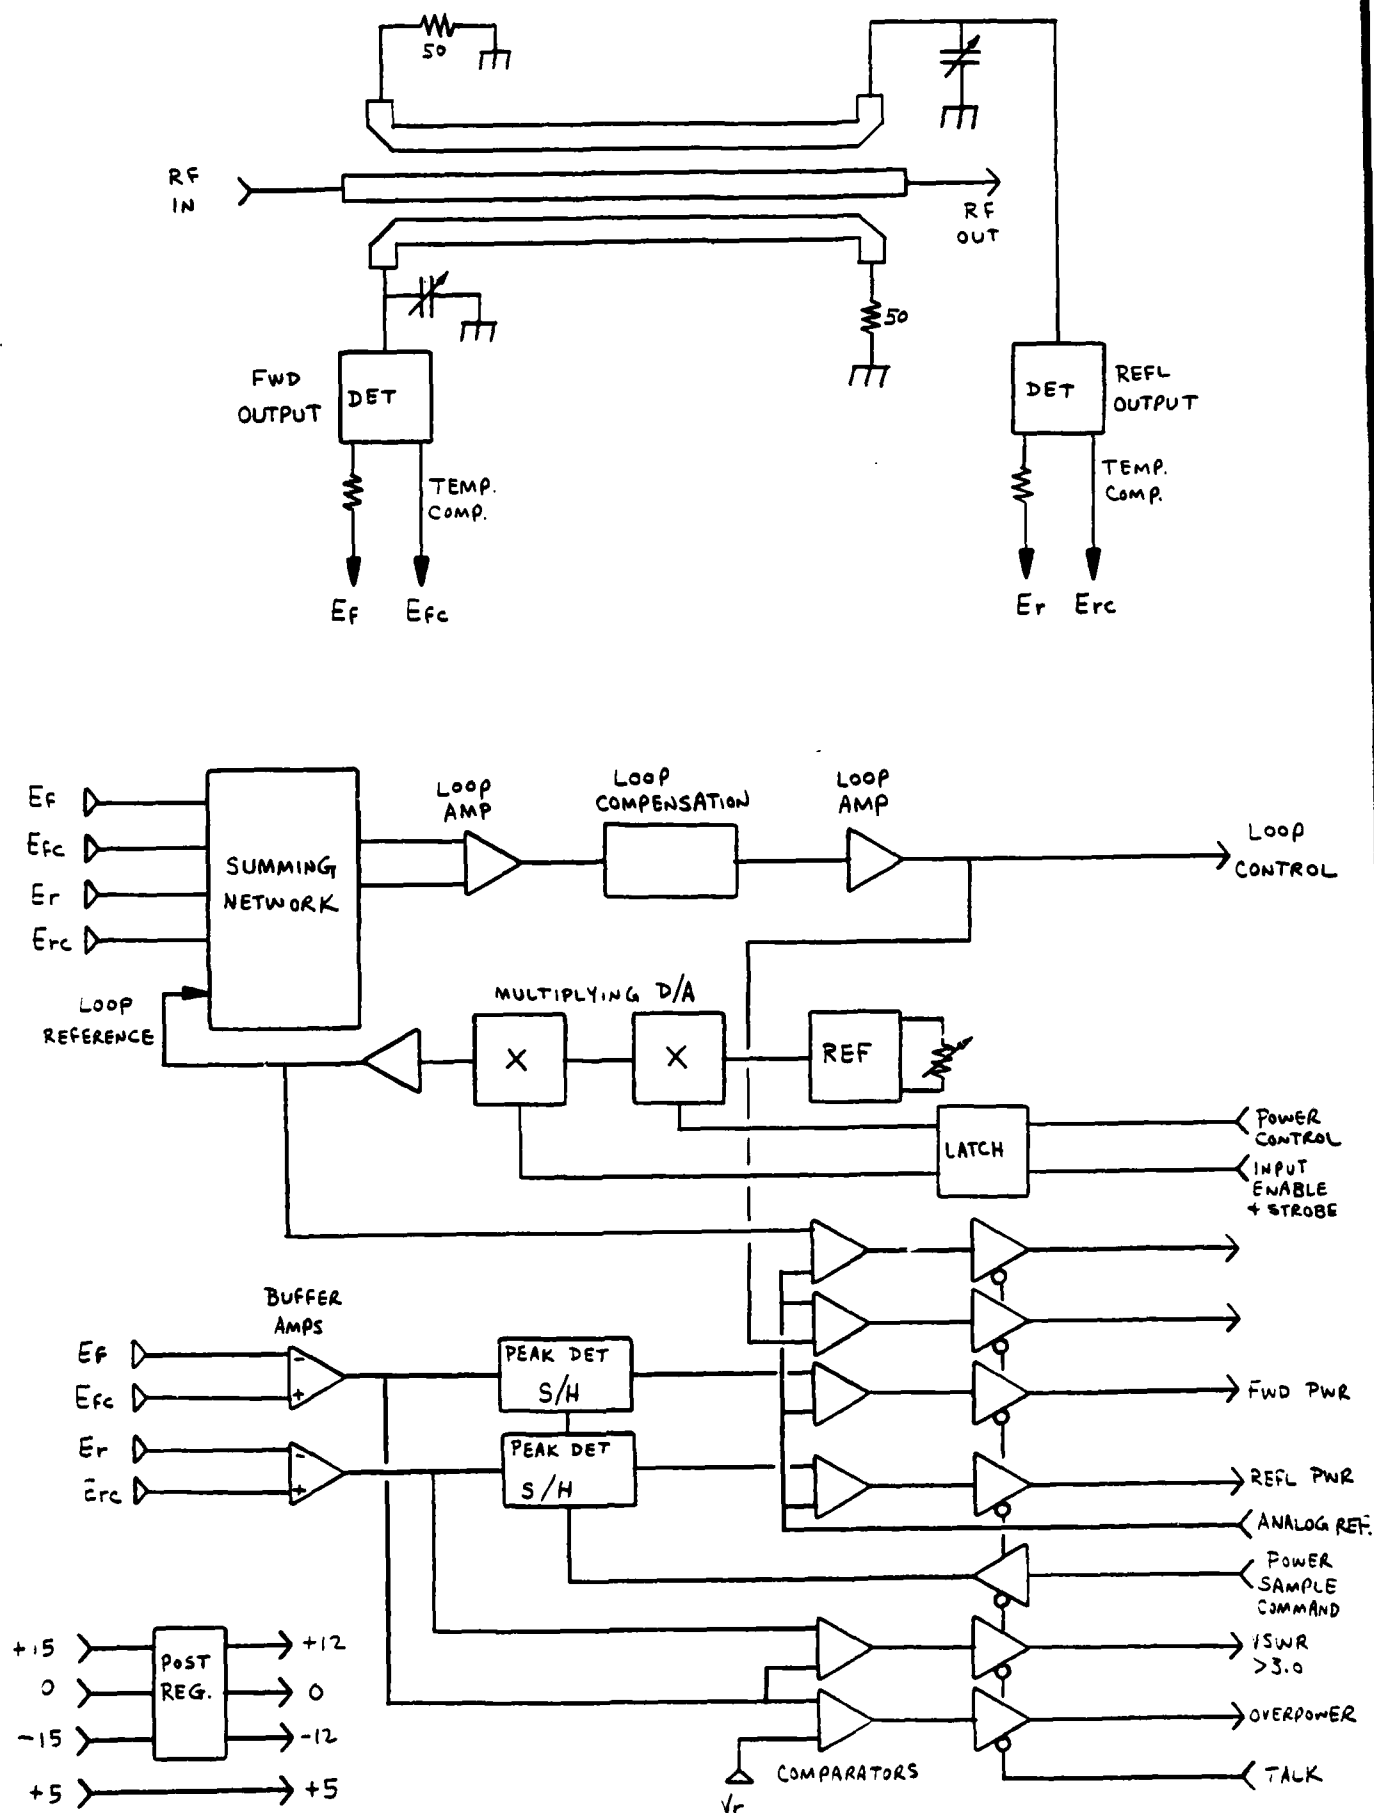 50
RF
IN
RF
OUT
50
FWD
OUTPUT
DET
DET
REFL
OUTPUT
TEMP.
COMP.
TEMP.
COMP.
Ef
Efc
Er
Erc
Ef
Efc
Er
Erc
SUMMING
NETWORK
LOOP
AMP
LOOP
COMPENSATION
LOOP
AMP
LOOP
CONTROL
LOOP
REFERENCE
MULTIPLYING D/A
X
X
REF
LATCH
POWER
CONTROL
INPUT
ENABLE
+ STROBE
BUFFER
AMPS
Ef
Efc
-
+
PEAK DET
S/H
FWD PWR
Er
Erc
-
+
PEAK DET
S/H
REFL PWR
ANALOG REF.
POWER
SAMPLE
COMMAND
+15
0
-15
+5
POST
REG.
+12
0
-12
+5
VSWR
>3.0
OVERPOWER
COMPARATORS
Vr
TALK